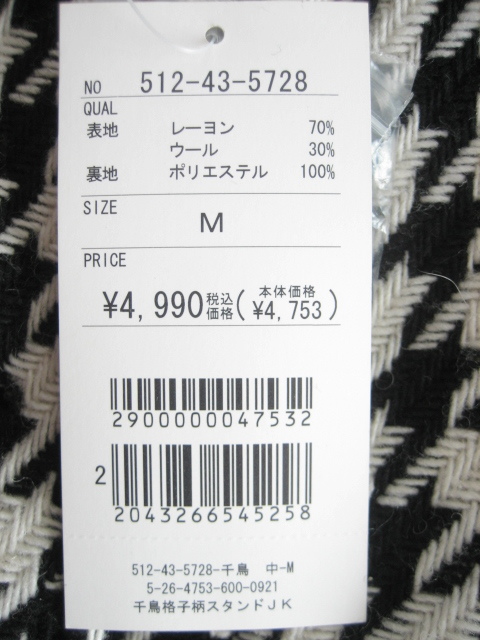 NO 512-43-5728
QUAL
表地 レーヨン 70%
ウール 30%
裏地 ポリエステル 100%
SIZE
M
PRICE
¥4,990税込価格(本体価格¥4,753)
2900000047532
2
2043266545258
512-43-5728-千鳥 中-M
5-26-4753-600-0921
千鳥格子柄スタンドJK